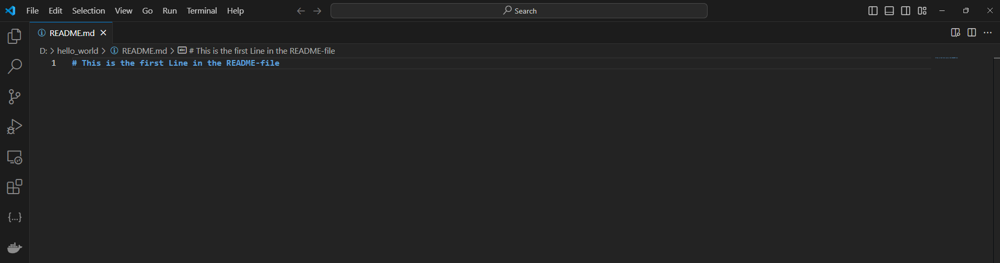 File Edit Selection View Go Run Terminal Help Search
README.md
D: > hello_world > README.md > # This is the first Line in the README-file
1 # This is the first Line in the README-file
{...}